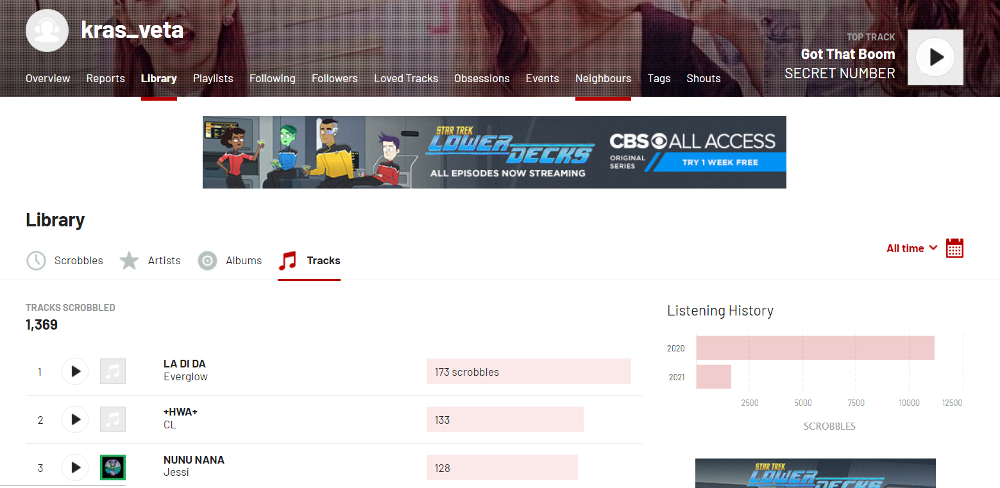 kras_veta
TOP TRACK
Got That Boom
SECRET NUMBER
Overview Reports Library Playlists Following Followers Loved Tracks Obsessions Events Neighbours Tags Shouts
STAR TREK
LOWER DECKS
ALL EPISODES NOW STREAMING
CBS ALL ACCESS
ORIGINAL SERIES
TRY 1 WEEK FREE
Library
Scrobbles Artists Albums Tracks
All time
TRACKS SCROBBLED
1,369
1 LA DI DA 173 scrobbles
Everglow
2 +HWA+ 133
CL
3 NUNU NANA 128
Jessi
Listening History
2020
2021
2500 5000 7500 10000 12500
SCROBBLES
STAR TREK
LOWER DECKS